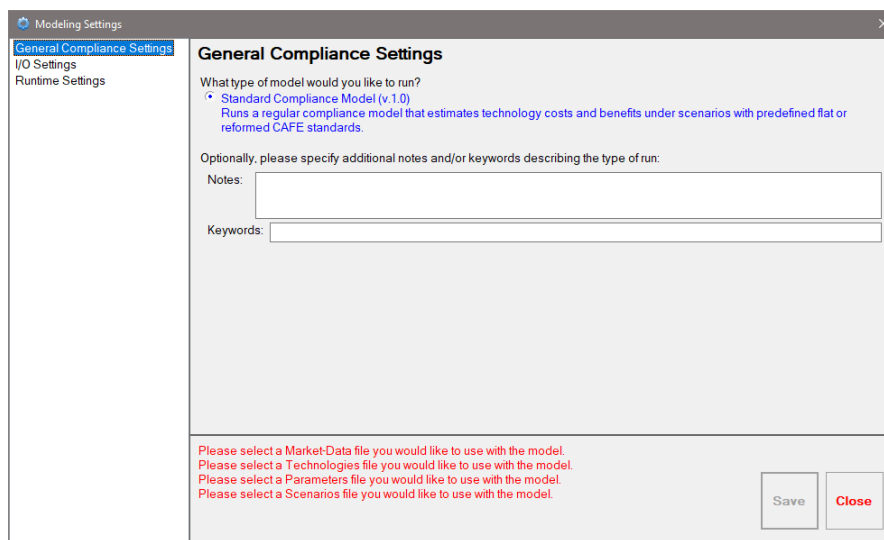 Modeling Settings
General Compliance Settings
I/O Settings
Runtime Settings
General Compliance Settings
What type of model would you like to run?
Standard Compliance Model (v.1.0)
Runs a regular compliance model that estimates technology costs and benefits under scenarios with predefined flat or
reformed CAFE standards.
Optionally, please specify additional notes and/or keywords describing the type of run:
Notes:
Keywords:
Please select a Market-Data file you would like to use with the model.
Please select a Technologies file you would like to use with the model.
Please select a Parameters file you would like to use with the model.
Please select a Scenarios file you would like to use with the model.
Save
Close